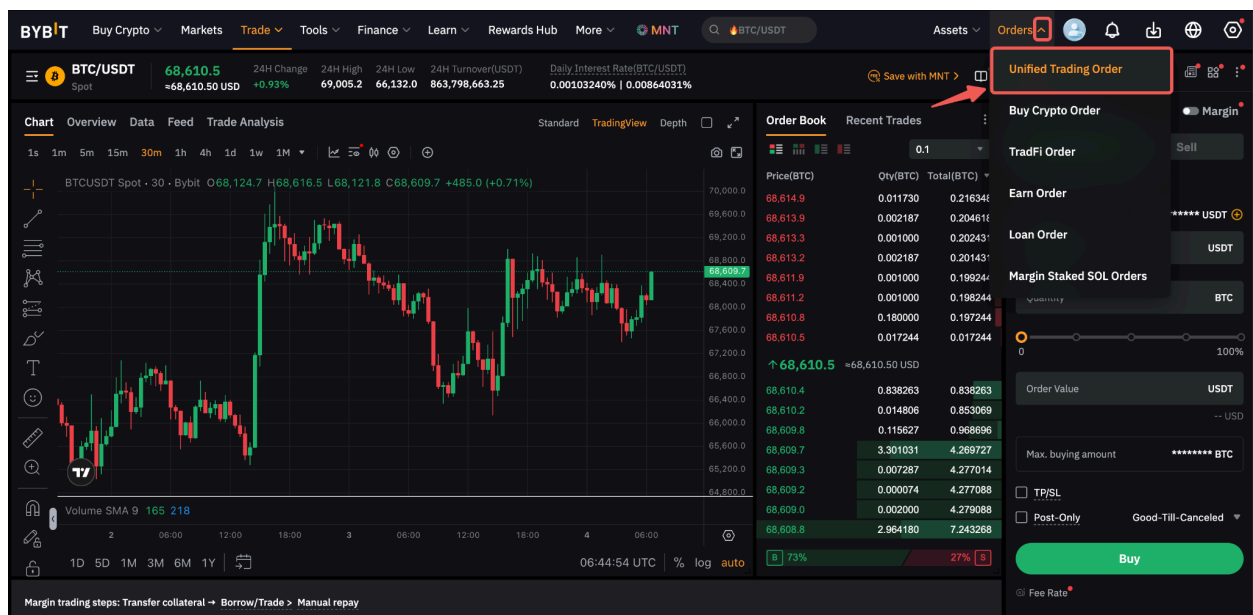 BYBIT Buy Crypto Markets Trade Tools Finance Learn Rewards Hub More MNT BTC/USDT Assets Orders
BTC/USDT
Spot
68,610.5
≈68,610.50 USD
24H Change
+0.93%
24H High
69,005.2
24H Low
66,132.0
24H Turnover(USDT)
863,798,663.25
Daily Interest Rate(BTC/USDT)
0.00103240% | 0.00864031%
Save with MNT >
Unified Trading Order
Buy Crypto Order
TradFi Order
Earn Order
Loan Order
Margin Staked SOL Orders
Chart Overview Data Feed Trade Analysis
Standard TradingView Depth
1s 1m 5m 15m 30m 1h 4h 1d 1w 1M
BTCUSDT Spot · 30 · Bybit O68,124.7 H68,616.5 L68,121.8 C68,609.7 +485.0 (+0.71%)
70,000.0
69,600.0
69,200.0
68,800.0
68,609.7
68,400.0
68,000.0
67,600.0
67,200.0
66,800.0
66,400.0
66,000.0
65,600.0
65,200.0
64,800.0
Volume SMA 9 165 218
2 06:00 12:00 18:00 3 06:00 12:00 18:00 4 06:00
1D 5D 1M 3M 6M 1Y
06:44:54 UTC % log auto
Order Book Recent Trades
0.1
Price(BTC) Qty(BTC) Total(BTC)
68,614.9 0.011730 0.216348
68,613.9 0.002187 0.204618
68,613.3 0.001000 0.202431
68,613.2 0.002187 0.201431
68,611.9 0.001000 0.199244
68,611.2 0.001000 0.198244
68,610.8 0.180000 0.197244
68,610.5 0.017244 0.017244
↑68,610.5 ≈68,610.50 USD
68,610.4 0.838263 0.838263
68,610.2 0.014806 0.853069
68,609.8 0.115627 0.968696
68,609.7 3.301031 4.269727
68,609.3 0.007287 4.277014
68,609.2 0.000074 4.277088
68,609.0 0.002000 4.279088
68,608.8 2.964180 7.243268
B 73% 27% S
Margin
Sell
****** USDT
USDT
Quantity BTC
0 100%
Order Value USDT
-- USD
Max. buying amount ******** BTC
TP/SL
Post-Only Good-Till-Canceled
Buy
Fee Rate
Margin trading steps: Transfer collateral → Borrow/Trade > Manual repay